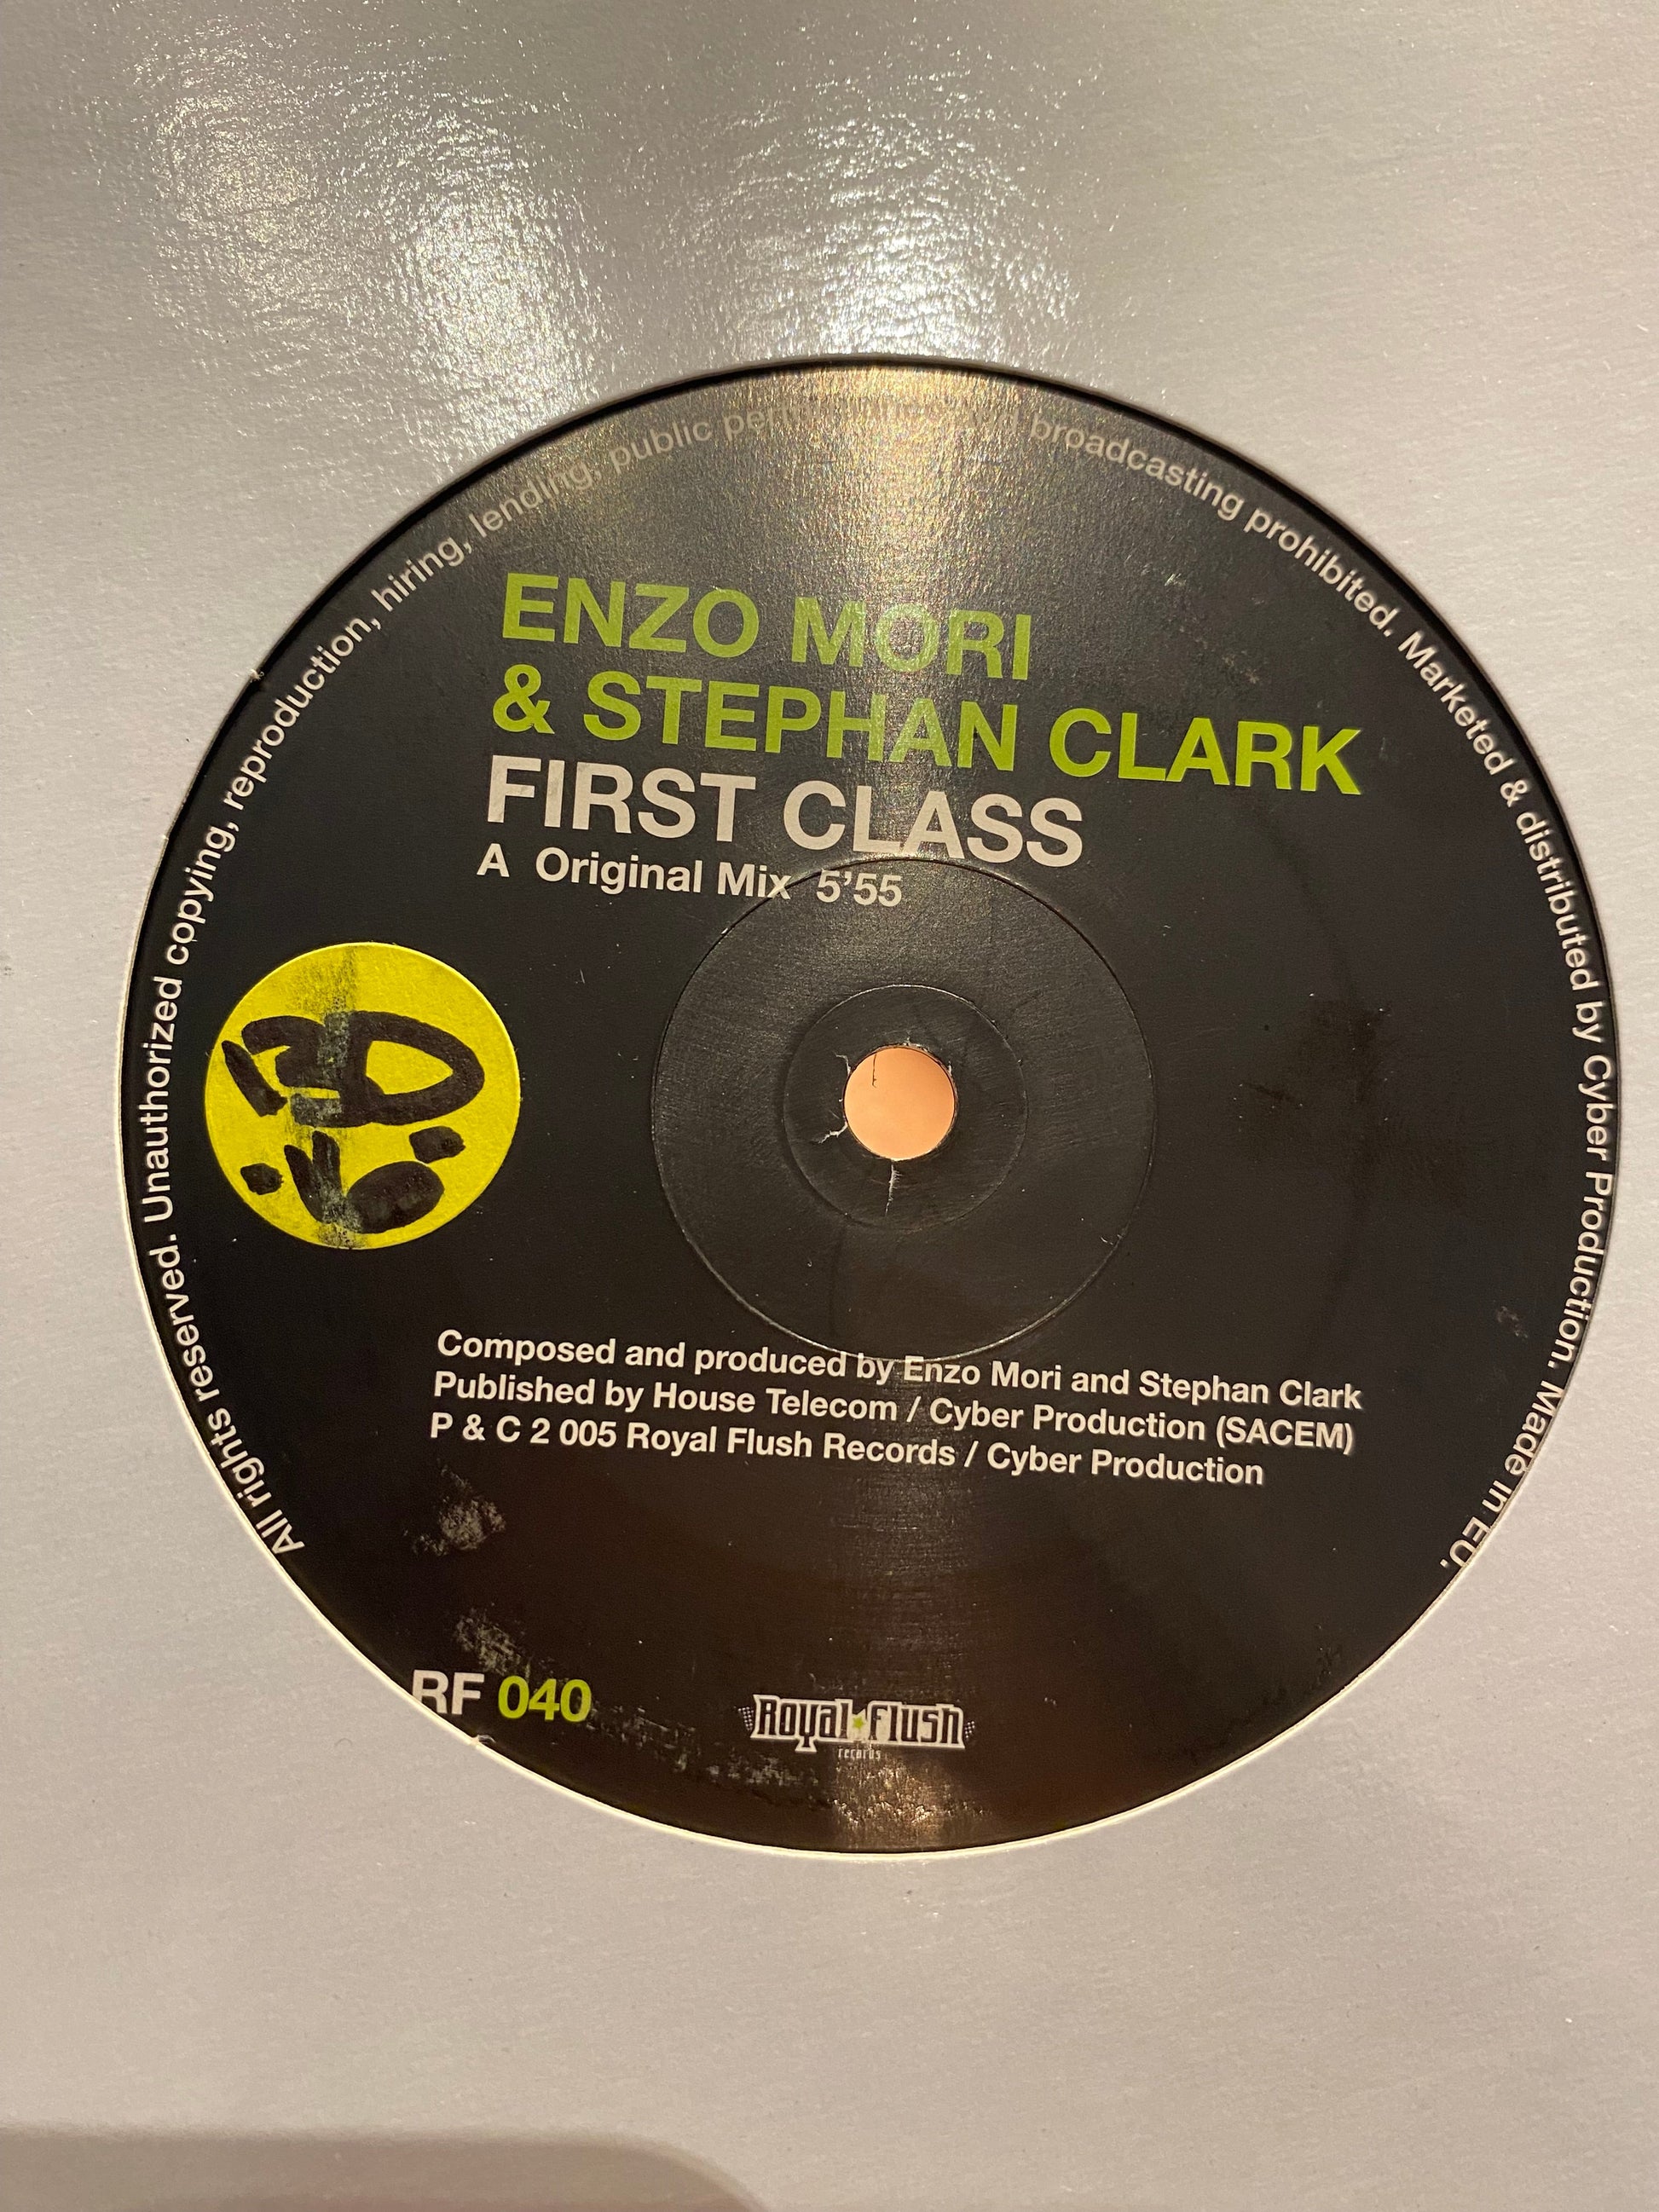 All rights reserved. Unauthorized copying, reproduction, hiring, lending, public performance and broadcasting prohibited. Marketed & distributed by Cyber Production. Made in EU.
ENZO MORI
& STEPHAN CLARK
FIRST CLASS
A Original Mix 5’55
Composed and produced by Enzo Mori and Stephan Clark
Published by House Telecom / Cyber Production (SACEM)
P & C 2 005 Royal Flush Records / Cyber Production
RF 040
Royal Flush
records